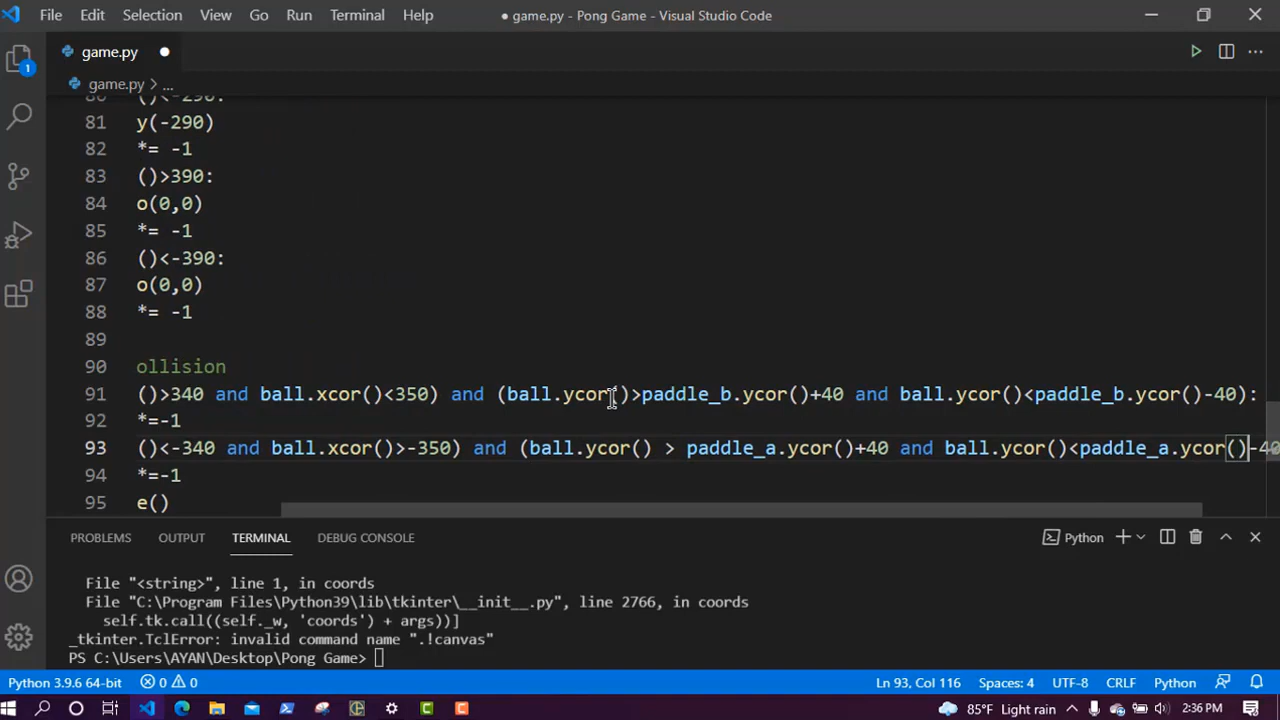 File Edit Selection View Go Run Terminal Help ● game.py - Pong Game - Visual Studio Code
game.py
game.py > ...
80 ()<-290:
81 y(-290)
82 *= -1
83 ()>390:
84 o(0,0)
85 *= -1
86 ()<-390:
87 o(0,0)
88 *= -1
89
90 ollision
91 ()>340 and ball.xcor()<350) and (ball.ycor()>paddle_b.ycor()+40 and ball.ycor()<paddle_b.ycor()-40):
92 *=-1
93 ()<-340 and ball.xcor()>-350) and (ball.ycor() > paddle_a.ycor()+40 and ball.ycor()<paddle_a.ycor()-40
94 *=-1
95 e()
PROBLEMS OUTPUT TERMINAL DEBUG CONSOLE Python
File "<string>", line 1, in coords
File "C:\Program Files\Python39\lib\tkinter\__init__.py", line 2766, in coords
self.tk.call((self._w, 'coords') + args))]
_tkinter.TclError: invalid command name ".!canvas"
PS C:\Users\AYAN\Desktop\Pong Game>
Python 3.9.6 64-bit 0 0 Ln 93, Col 116 Spaces: 4 UTF-8 CRLF Python
85°F Light rain 2:36 PM
1